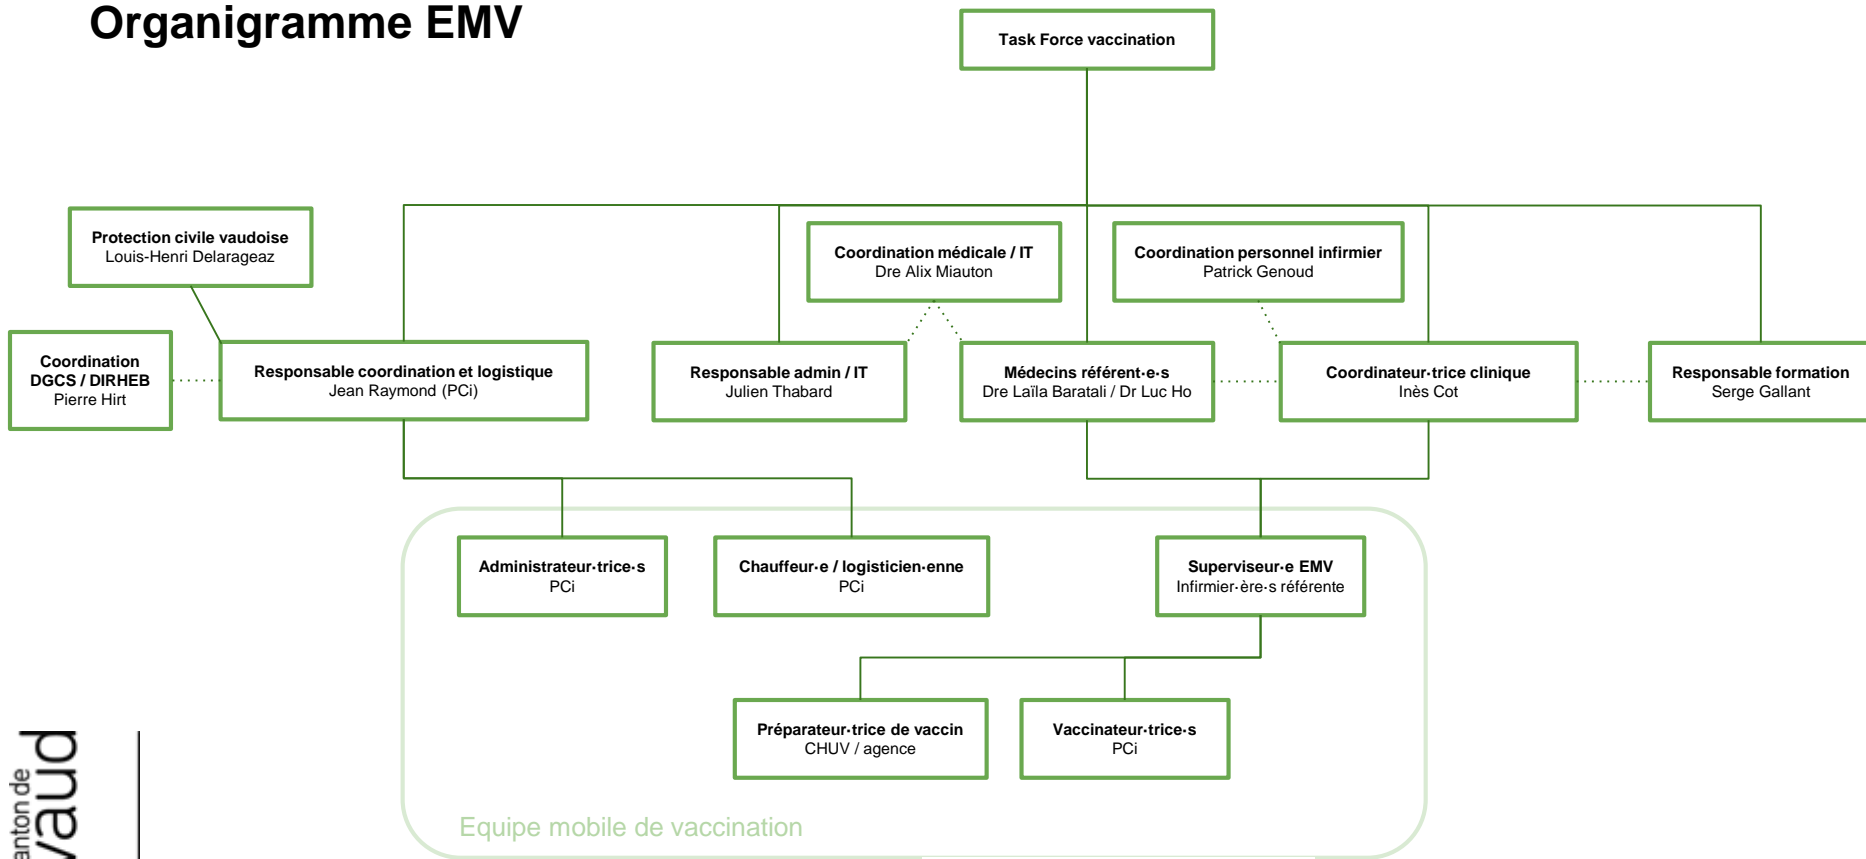 Organigramme EMV
Task Force vaccination
Protection civile vaudoise
Louis-Henri Delarageaz
Coordination médicale / IT
Dre Alix Miauton
Coordination personnel infirmier
Patrick Genoud
Coordination
DGCS / DIRHEB
Pierre Hirt
Responsable coordination et logistique
Jean Raymond (PCi)
Responsable admin / IT
Julien Thabard
Médecins référent·e·s
Dre Laïla Baratali / Dr Luc Ho
Coordinateur·trice clinique
Inès Cot
Responsable formation
Serge Gallant
Administrateur·trice·s
PCi
Chauffeur·e / logisticien·enne
PCi
Superviseur·e EMV
Infirmier·ère·s référente
Préparateur·trice de vaccin
CHUV / agence
Vaccinateur·trice·s
PCi
Equipe mobile de vaccination
anton de
vaud